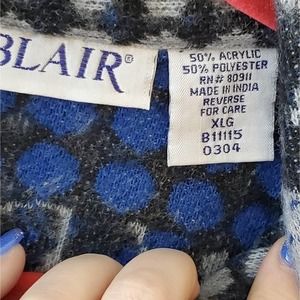 BLAIR®
50% ACRYLIC
50% POLYESTER
RN# 80911
MADE IN INDIA
REVERSE
FOR CARE
XLG
B11115
0304